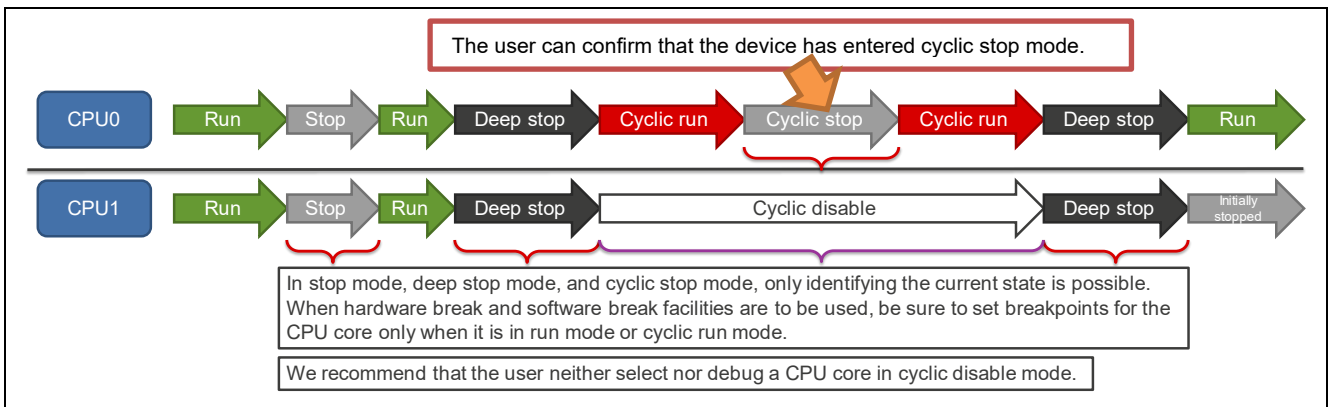 The user can confirm that the device has entered cyclic stop mode.
CPU0
Run
Stop
Run
Deep stop
Cyclic run
Cyclic stop
Cyclic run
Deep stop
Run
CPU1
Run
Stop
Run
Deep stop
Cyclic disable
Deep stop
Initially
stopped
In stop mode, deep stop mode, and cyclic stop mode, only identifying the current state is possible.
When hardware break and software break facilities are to be used, be sure to set breakpoints for the
CPU core only when it is in run mode or cyclic run mode.
We recommend that the user neither select nor debug a CPU core in cyclic disable mode.